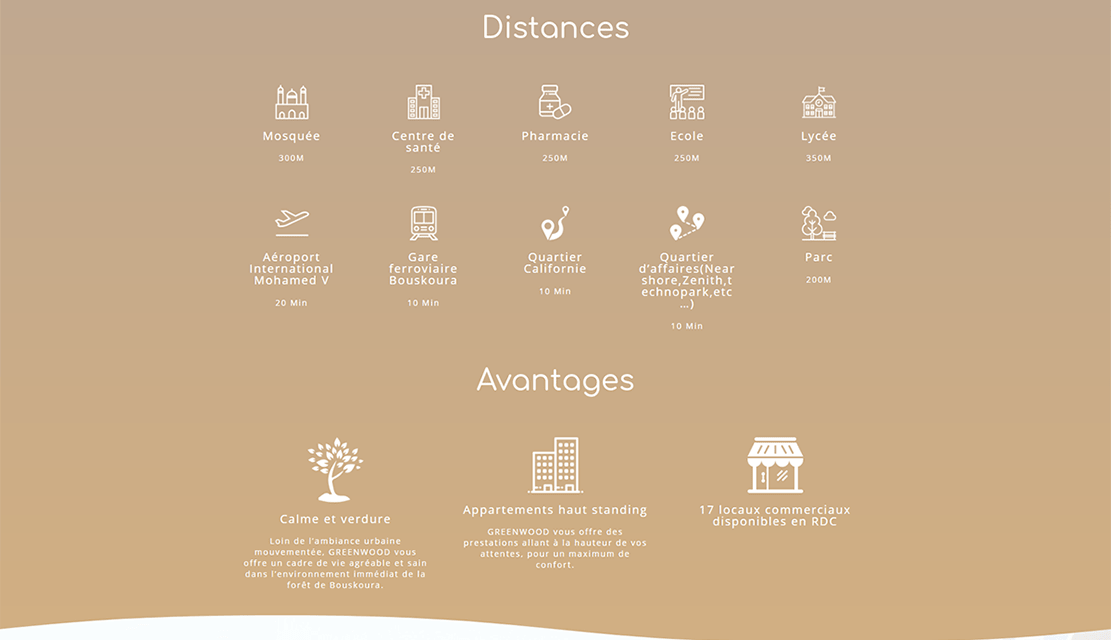 Distances
Mosquée
300M
Centre de
santé
250M
Pharmacie
250M
Ecole
250M
Lycée
350M
Aéroport
International
Mohamed V
20 Min
Gare
ferroviaire
Bouskoura
10 Min
Quartier
Californie
10 Min
Quartier
d'affaires(Near
shore,Zenith,t
echnopark,etc
...)
10 Min
Parc
200M
Avantages
Calme et verdure
Loin de l'ambiance urbaine
mouvementée, GREENWOOD vous
offre un cadre de vie agréable et sain
dans l'environnement immédiat de la
forêt de Bouskoura.
Appartements haut standing
GREENWOOD vous offre des
prestations allant à la hauteur de vos
attentes, pour un maximum de
confort.
17 locaux commerciaux
disponibles en RDC